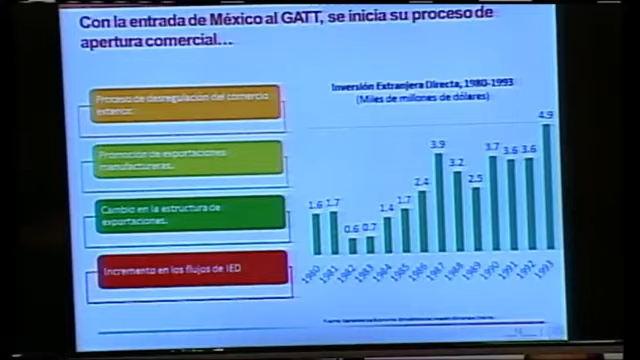 Con la entrada de México al GATT, se inicia su proceso de
apertura comercial...
Proceso de desregulación del comercio
exterior.
Promoción de exportaciones
manufactureras.
Cambio en la estructura de
exportaciones.
Incremento en los flujos de IED
Inversión Extranjera Directa, 1980-1993
(Miles de millones de dólares)
1.6 1.7 0.6 0.7 1.4 1.7 2.4 3.9 3.2 2.5 3.7 3.6 3.6 4.9
1980 1981 1982 1983 1984 1985 1986 1987 1988 1989 1990 1991 1992 1993